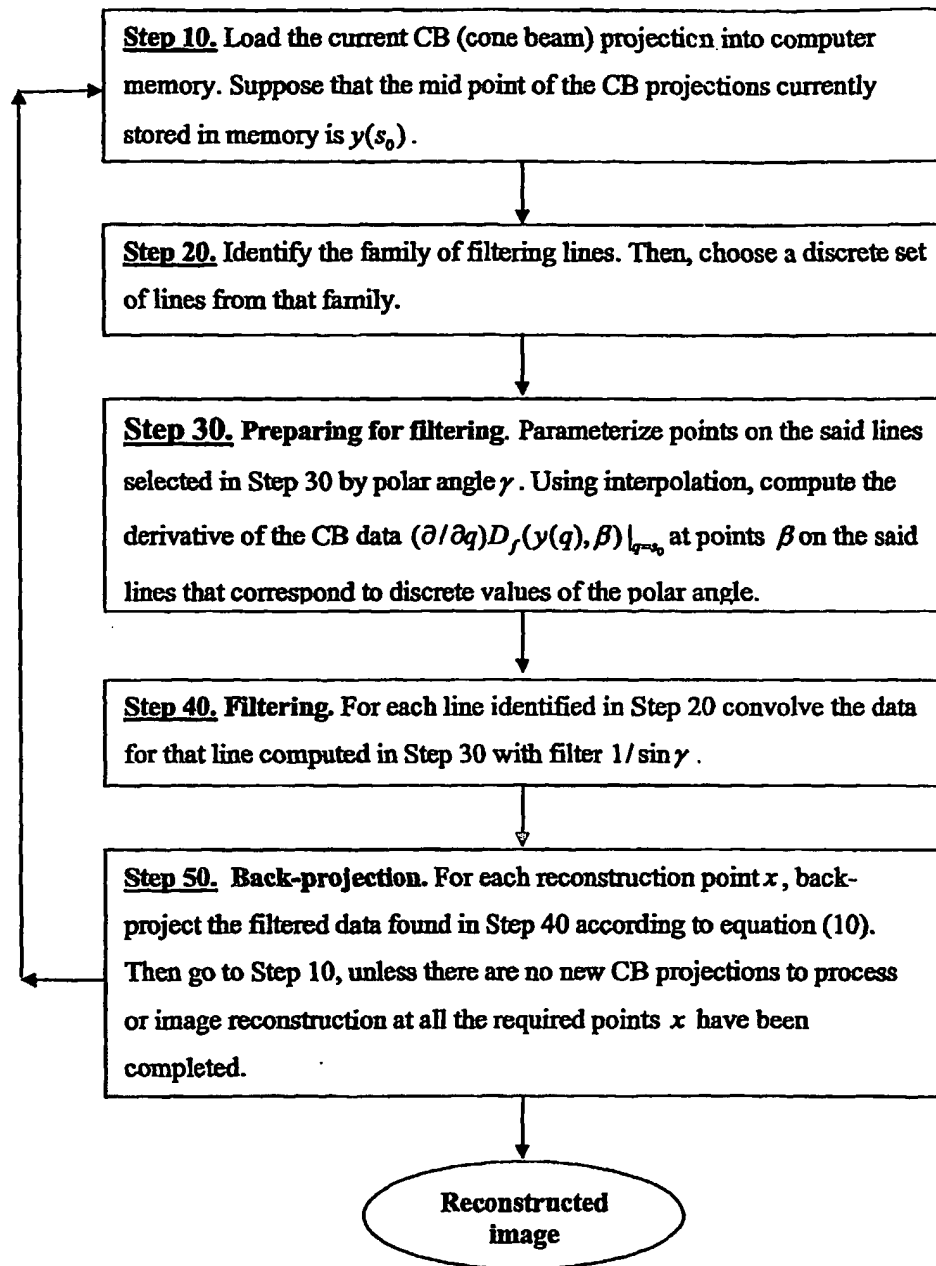 Step 10. Load the current CB (cone beam) projection into computer
memory. Suppose that the mid point of the CB projections currently
stored in memory is y(s₀).
Step 20. Identify the family of filtering lines. Then, choose a discrete set
of lines from that family.
Step 30. Preparing for filtering. Parameterize points on the said lines
selected in Step 30 by polar angle γ. Using interpolation, compute the
derivative of the CB data (∂/∂q)D_f(y(q),β)|_{q=s₀} at points β on the said
lines that correspond to discrete values of the polar angle.
Step 40. Filtering. For each line identified in Step 20 convolve the data
for that line computed in Step 30 with filter 1/sin γ.
Step 50. Back-projection. For each reconstruction point x, back-
project the filtered data found in Step 40 according to equation (10).
Then go to Step 10, unless there are no new CB projections to process
or image reconstruction at all the required points x have been
completed.
Reconstructed
image